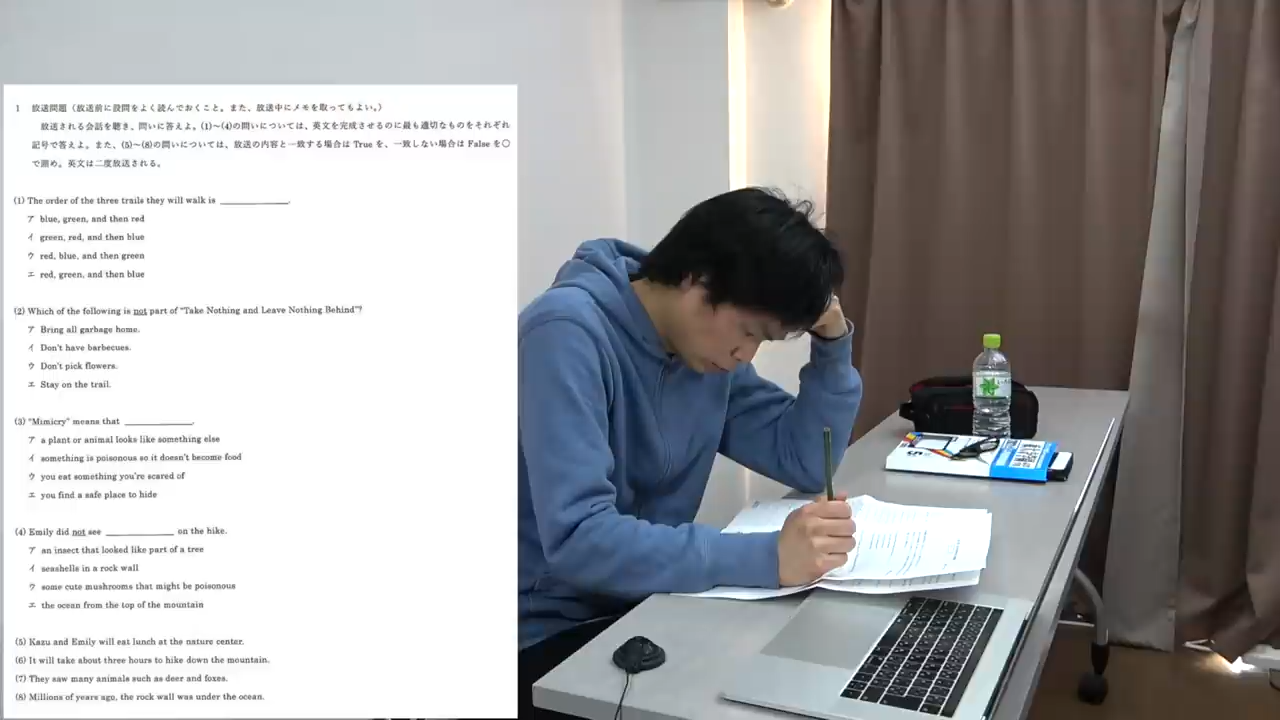 1 放送問題(放送前に設問をよく読んでおくこと。また、放送中にメモを取ってもよい。)
放送される会話を聴き、問いに答えよ。(1)~(4)の問いについては、英文を完成させるのに最も適切なものをそれぞれ
記号で答えよ。また、(5)~(8)の問いについては、放送の内容と一致する場合は True を、一致しない場合は False を〇
で囲め。英文は二度放送される。
(1) The order of the three trails they will walk is ____________.
ア blue, green, and then red
イ green, red, and then blue
ウ red, blue, and then green
エ red, green, and then blue
(2) Which of the following is not part of "Take Nothing and Leave Nothing Behind"?
ア Bring all garbage home.
イ Don't have barbecues.
ウ Don't pick flowers.
エ Stay on the trail.
(3) "Mimicry" means that ____________.
ア a plant or animal looks like something else
イ something is poisonous so it doesn't become food
ウ you eat something you're scared of
エ you find a safe place to hide
(4) Emily did not see ____________ on the hike.
ア an insect that looked like part of a tree
イ seashells in a rock wall
ウ some cute mushrooms that might be poisonous
エ the ocean from the top of the mountain
(5) Kazu and Emily will eat lunch at the nature center.
(6) It will take about three hours to hike down the mountain.
(7) They saw many animals such as deer and foxes.
(8) Millions of years ago, the rock wall was under the ocean.